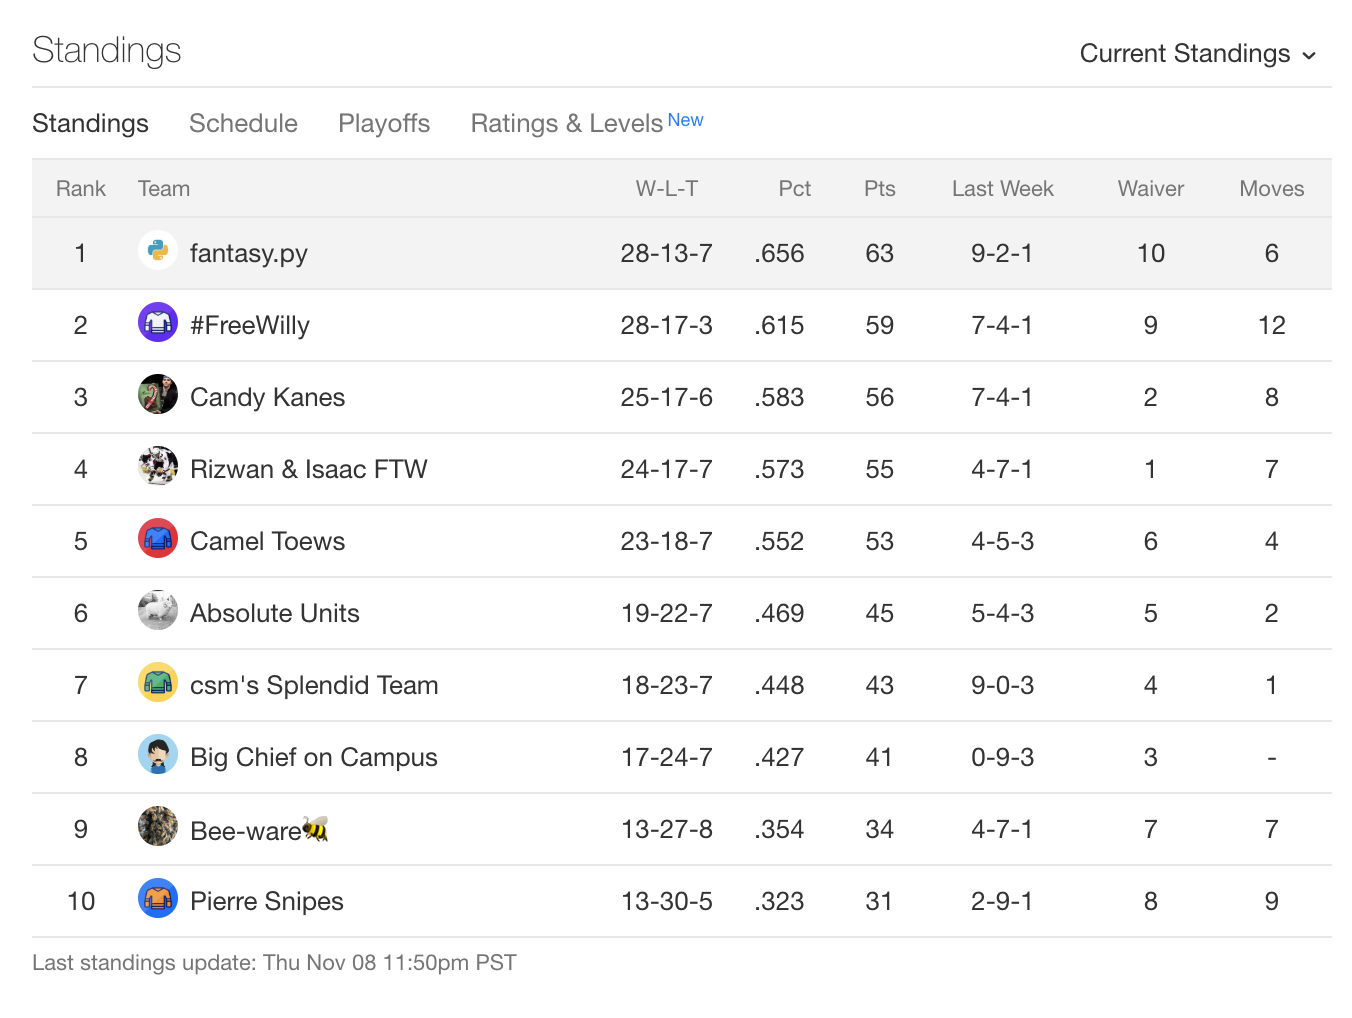 Standings
Current Standings
Standings Schedule Playoffs Ratings & Levels New
Rank Team W-L-T Pct Pts Last Week Waiver Moves
1 fantasy.py 28-13-7 .656 63 9-2-1 10 6
2 #FreeWilly 28-17-3 .615 59 7-4-1 9 12
3 Candy Kanes 25-17-6 .583 56 7-4-1 2 8
4 Rizwan & Isaac FTW 24-17-7 .573 55 4-7-1 1 7
5 Camel Toews 23-18-7 .552 53 4-5-3 6 4
6 Absolute Units 19-22-7 .469 45 5-4-3 5 2
7 csm's Splendid Team 18-23-7 .448 43 9-0-3 4 1
8 Big Chief on Campus 17-24-7 .427 41 0-9-3 3 -
9 Bee-ware🐝 13-27-8 .354 34 4-7-1 7 7
10 Pierre Snipes 13-30-5 .323 31 2-9-1 8 9
Last standings update: Thu Nov 08 11:50pm PST